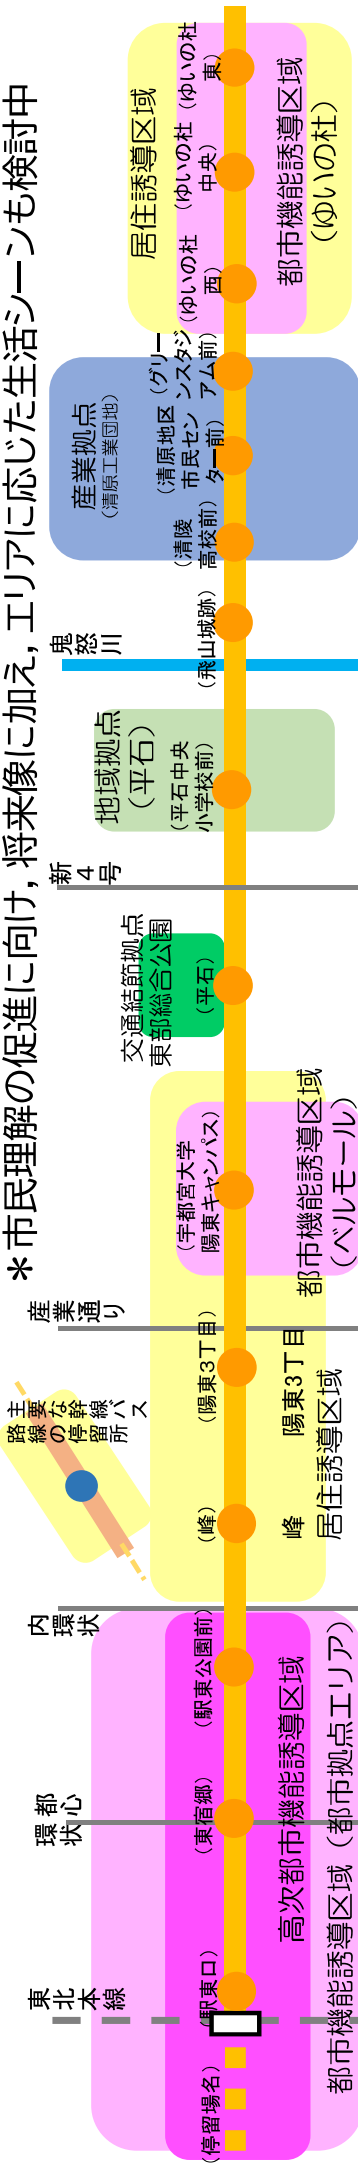 ＊市民理解の促進に向け，将来像に加え，エリアに応じた生活シーンも検討中
東北本線
都心
環状
内環状
主要な幹線バス
路線の停留所
産業通り
交通結節拠点
東部総合公園
新4号
地域拠点
（平石）
鬼怒川
産業拠点
（清原工業団地）
居住誘導区域
（停留場名）
（駅東口）
（東宿郷）
（駅東公園前）
（峰）
（陽東3丁目）
（宇都宮大学
陽東キャンパス）
（平石）
（平石中央
小学校前）
（飛山城跡）
（清陵
高校前）
（清原地区
市民セン
ター前）
（グリー
ンスタジ
アム前）
（ゆいの杜
西）
（ゆいの杜
中央）
（ゆいの杜
東）
高次都市機能誘導区域
都市機能誘導区域（都市拠点エリア）
峰
陽東3丁目
居住誘導区域
都市機能誘導区域
（ベルモール）
都市機能誘導区域
（ゆいの杜）